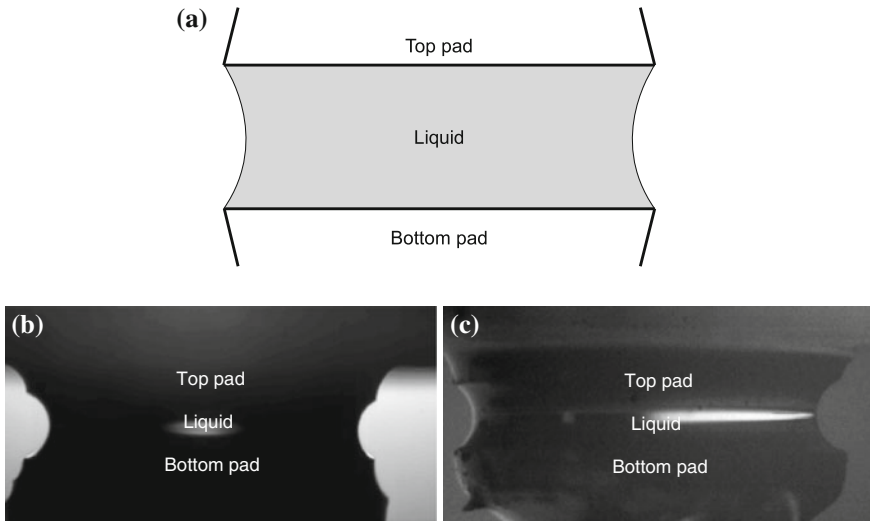 (a)
Top pad
Liquid
Bottom pad
(b)
Top pad
Liquid
Bottom pad
(c)
Top pad
Liquid
Bottom pad